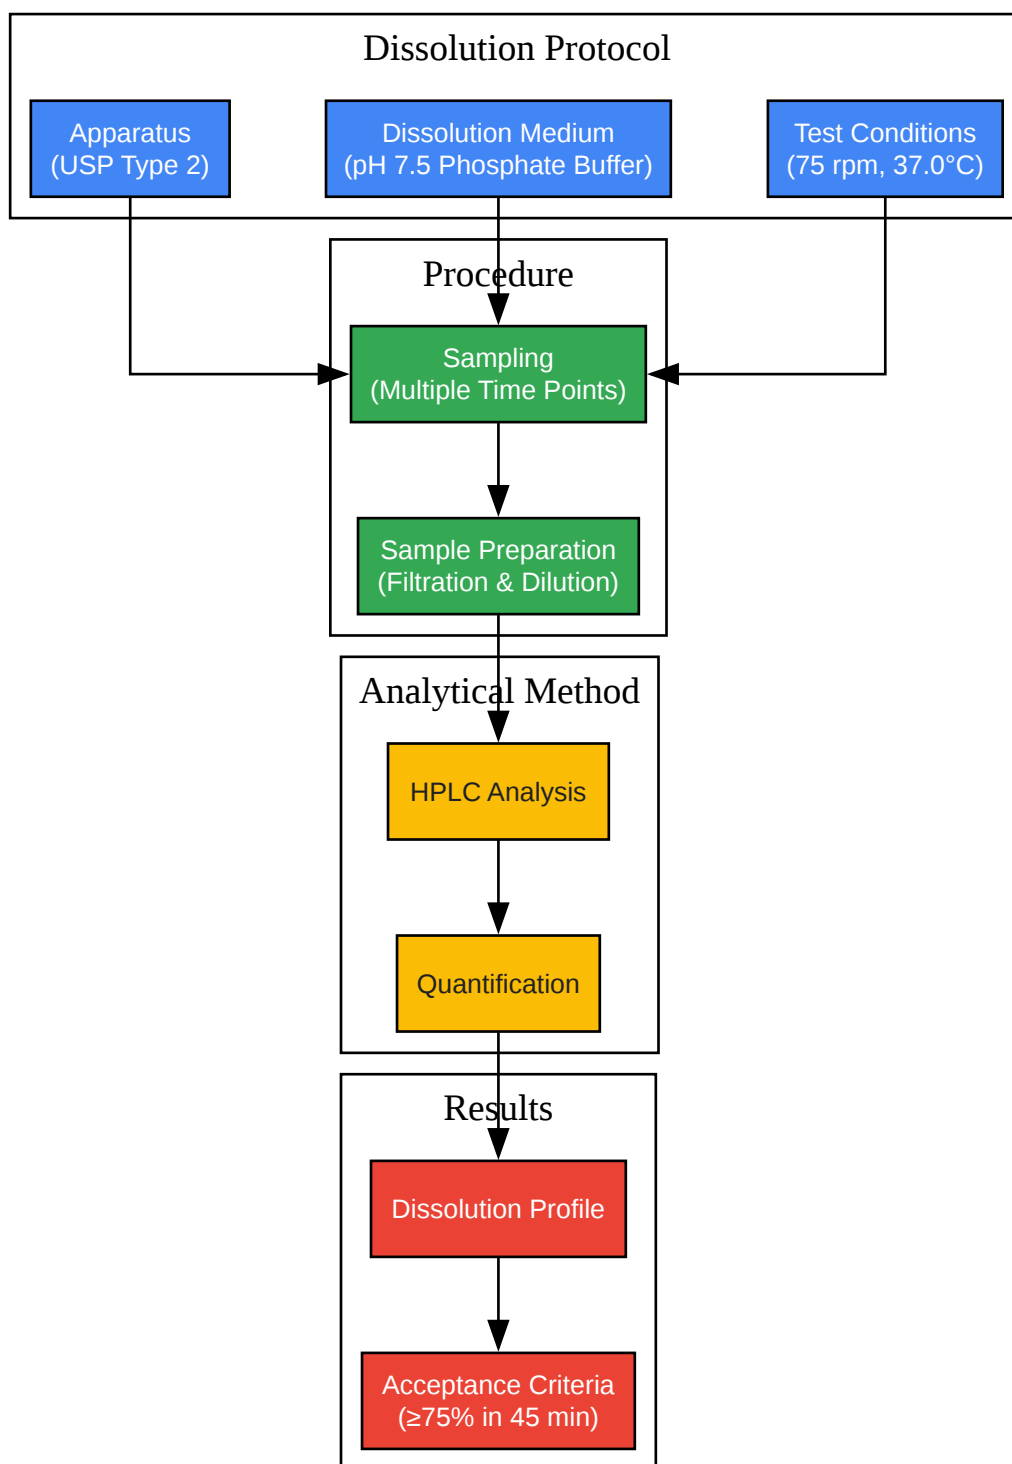 Dissolution Protocol
Apparatus
(USP Type 2)
Dissolution Medium
(pH 7.5 Phosphate Buffer)
Test Conditions
(75 rpm, 37.0°C)
Procedure
Sampling
(Multiple Time Points)
Sample Preparation
(Filtration & Dilution)
Analytical Method
HPLC Analysis
Quantification
Results
Dissolution Profile
Acceptance Criteria
(≥75% in 45 min)